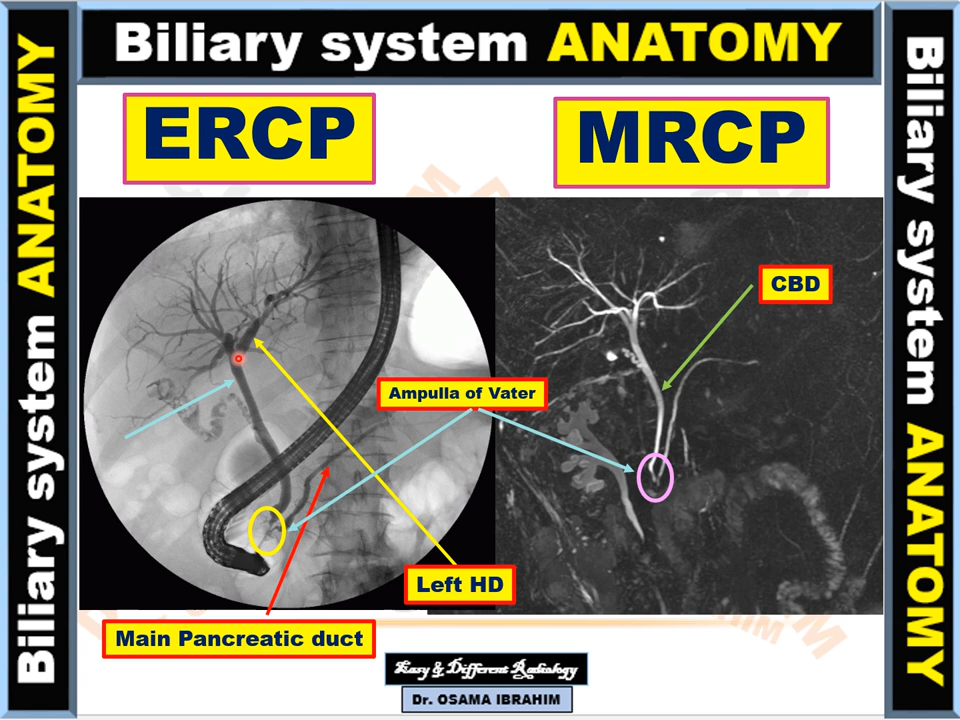 Biliary system ANATOMY
Biliary system ANATOMY
Biliary system ANATOMY
ERCP
MRCP
CBD
Ampulla of Vater
Left HD
Main Pancreatic duct
Easy & Different Radiology
Dr. OSAMA IBRAHIM